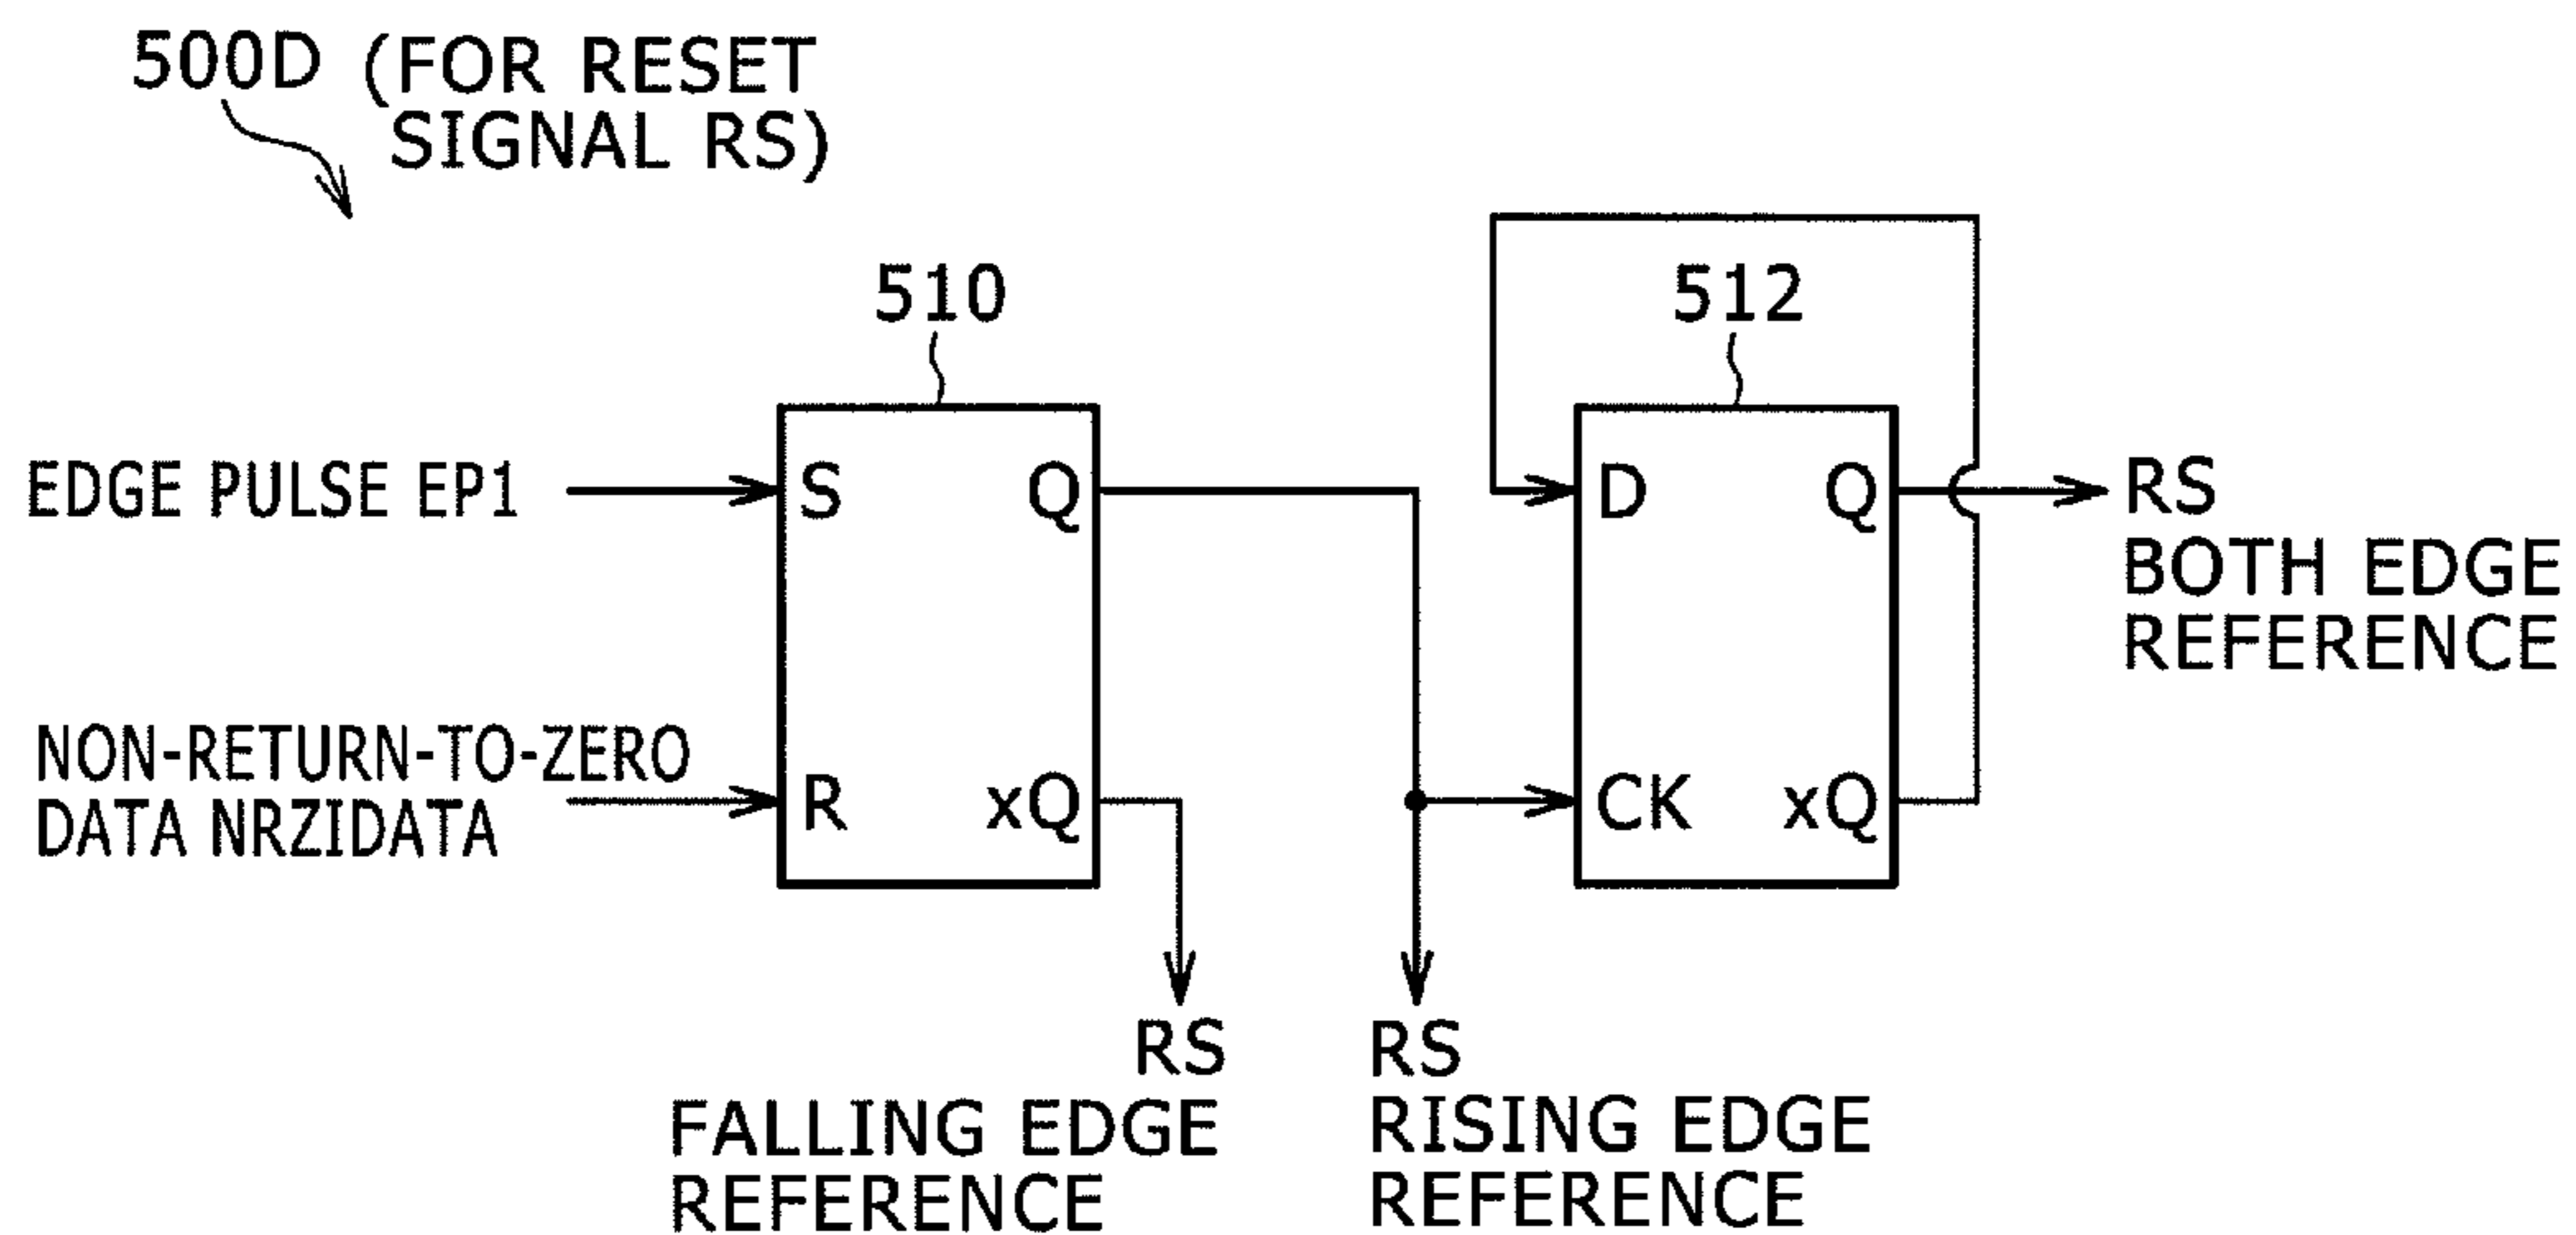 500D (FOR RESET
SIGNAL RS)
510
512
EDGE PULSE EP1
S
Q
D
Q
RS
BOTH EDGE
REFERENCE
NON-RETURN-TO-ZERO
DATA NRZIDATA
R
xQ
CK
xQ
RS
FALLING EDGE
REFERENCE
RS
RISING EDGE
REFERENCE